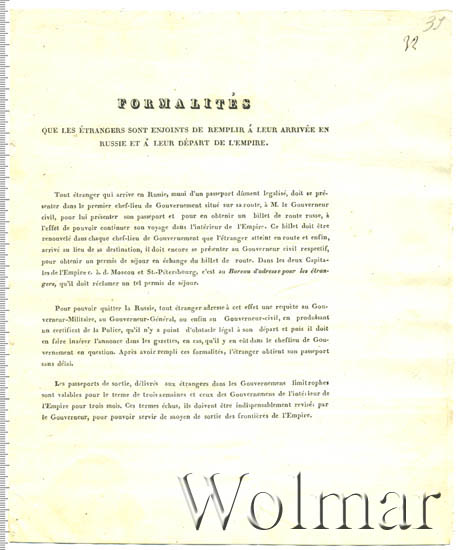 39
32
FORMALITÉS
QUE LES ÉTRANGERS SONT ENJOINTS DE REMPLIR Á LEUR ARRIVÉE EN
RUSSIE ET Á LEUR DÉPART DE L'EMPIRE.
Tout étranger qui arrive en Russie, muni d'un passeport dûment legalisé, doit se pré-
senter dans le premier chef-lieu de Gouvernement situé sur sa route, à M. le Gouverneur
civil, pour lui présenter son passeport et pour en obtenir un billet de route russe, à
l'effet de pouvoir continuer son voyage dans l'intérieur de l'Empire. Ce billet doit être
renouvelé dans chaque chef-lieu de Gouvernement que l'étranger atteint en route et enfin,
arrivé au lieu de sa destination, il doit encore se présenter au Gouverneur civil respectif,
pour obtenir un permis de séjour en échange du billet de route. Dans les deux Capita-
les de l'Empire c. à. d. Moscou et St.-Pétersbourg, c'est au Bureau d'adresse pour les étran-
gers, qu'il doit réclamer un tel permis de séjour.
Pour pouvoir quitter la Russie, tout étranger adresse à cet effet une requête au Gou-
verneur-Militaire, au Gouverneur-Général, ou enfin au Gouverneur-civil, en produisant
un certificat de la Police, qu'il n'y a point d'obstacle légal à son départ et puis il doit
en faire insérer l'annonce dans les gazettes, en cas, qu'il y en eût dans le cheflieu de Gou-
vernement en question. Après avoir rempli ces formalités, l'étranger obtient son passeport
sans délai.
Les passeports de sortie, délivrés aux étrangers dans les Gouvernemens limitrophes
sont valables pour le terme de trois semaines et ceux des Gouvernemens de l'intérieur de
l'Empire pour trois mois. Ces termes échus, ils doivent être indispensablement revisés par
le Gouverneur, pour pouvoir servir de moyen de sortie des frontières de l'Empire.
Wolmar